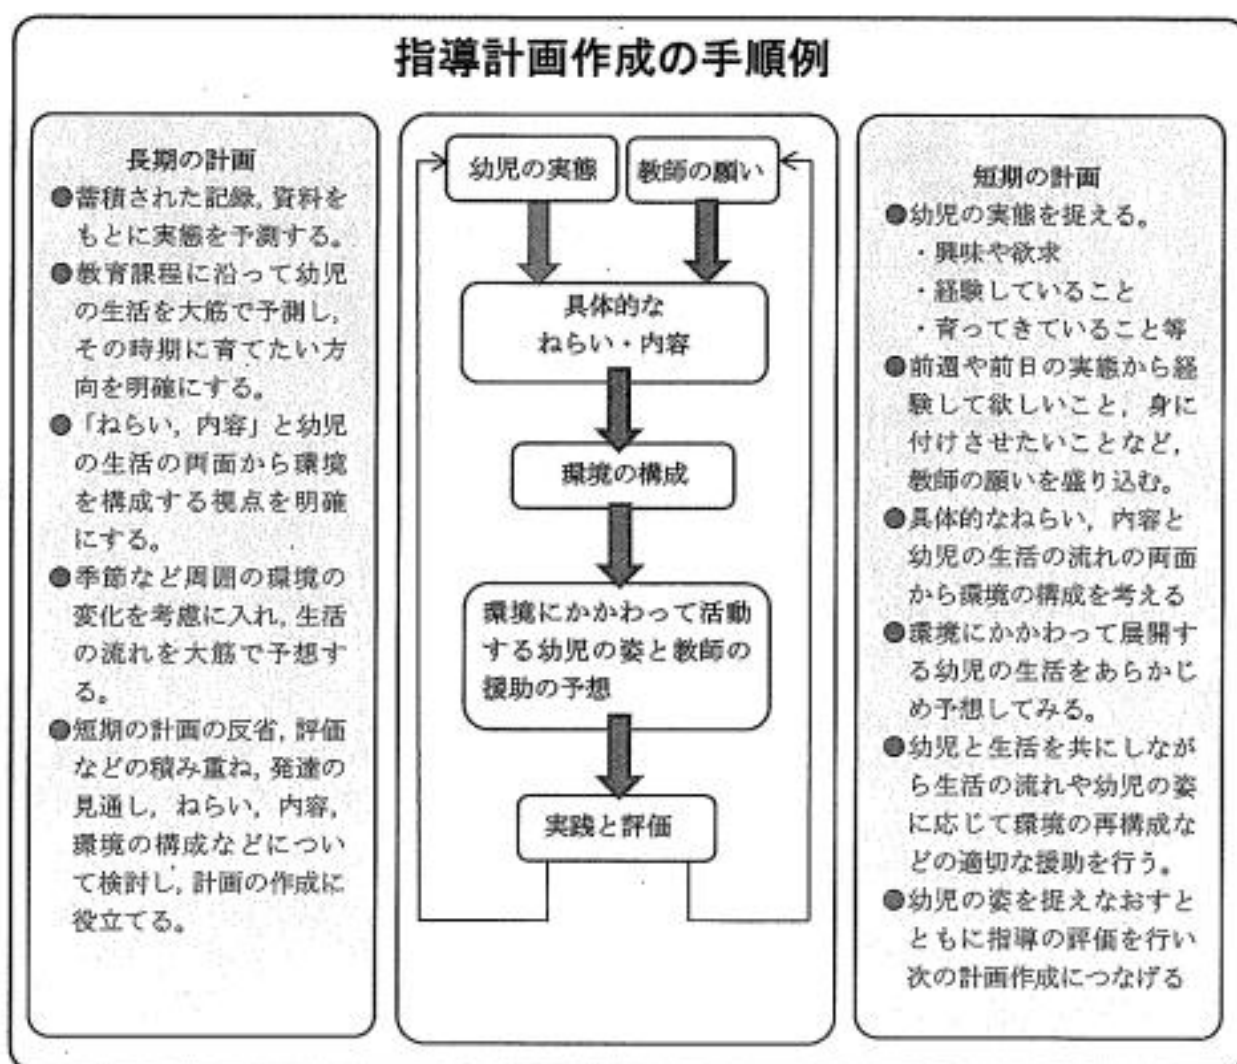 指導計画作成の手順例
長期の計画
●蓄積された記録，資料を
もとに実態を予測する。
●教育課程に沿って幼児
の生活を大筋で予測し，
その時期に育てたい方
向を明確にする。
●「ねらい，内容」と幼児
の生活の両面から環境
を構成する視点を明確
にする。
●季節など周囲の環境の
変化を考慮に入れ，生活
の流れを大筋で予想す
る。
●短期の計画の反省，評価
などの積み重ね，発達の
見通し，ねらい，内容，
環境の構成などについ
て検討し，計画の作成に
役立てる。
幼児の実態
教師の願い
具体的な
ねらい・内容
環境の構成
環境にかかわって活動
する幼児の姿と教師の
援助の予想
実践と評価
短期の計画
●幼児の実態を捉える。
・興味や欲求
・経験していること
・育ってきていること等
●前週や前日の実態から経
験して欲しいこと，身に
付けさせたいことなど，
教師の願いを盛り込む。
●具体的なねらい，内容と
幼児の生活の流れの両面
から環境の構成を考える
●環境にかかわって展開す
る幼児の生活をあらかじ
め予想してみる。
●幼児と生活を共にしなが
ら生活の流れや幼児の姿
に応じて環境の再構成な
どの適切な援助を行う。
●幼児の姿を捉えなおすと
ともに指導の評価を行い
次の計画作成につなげる